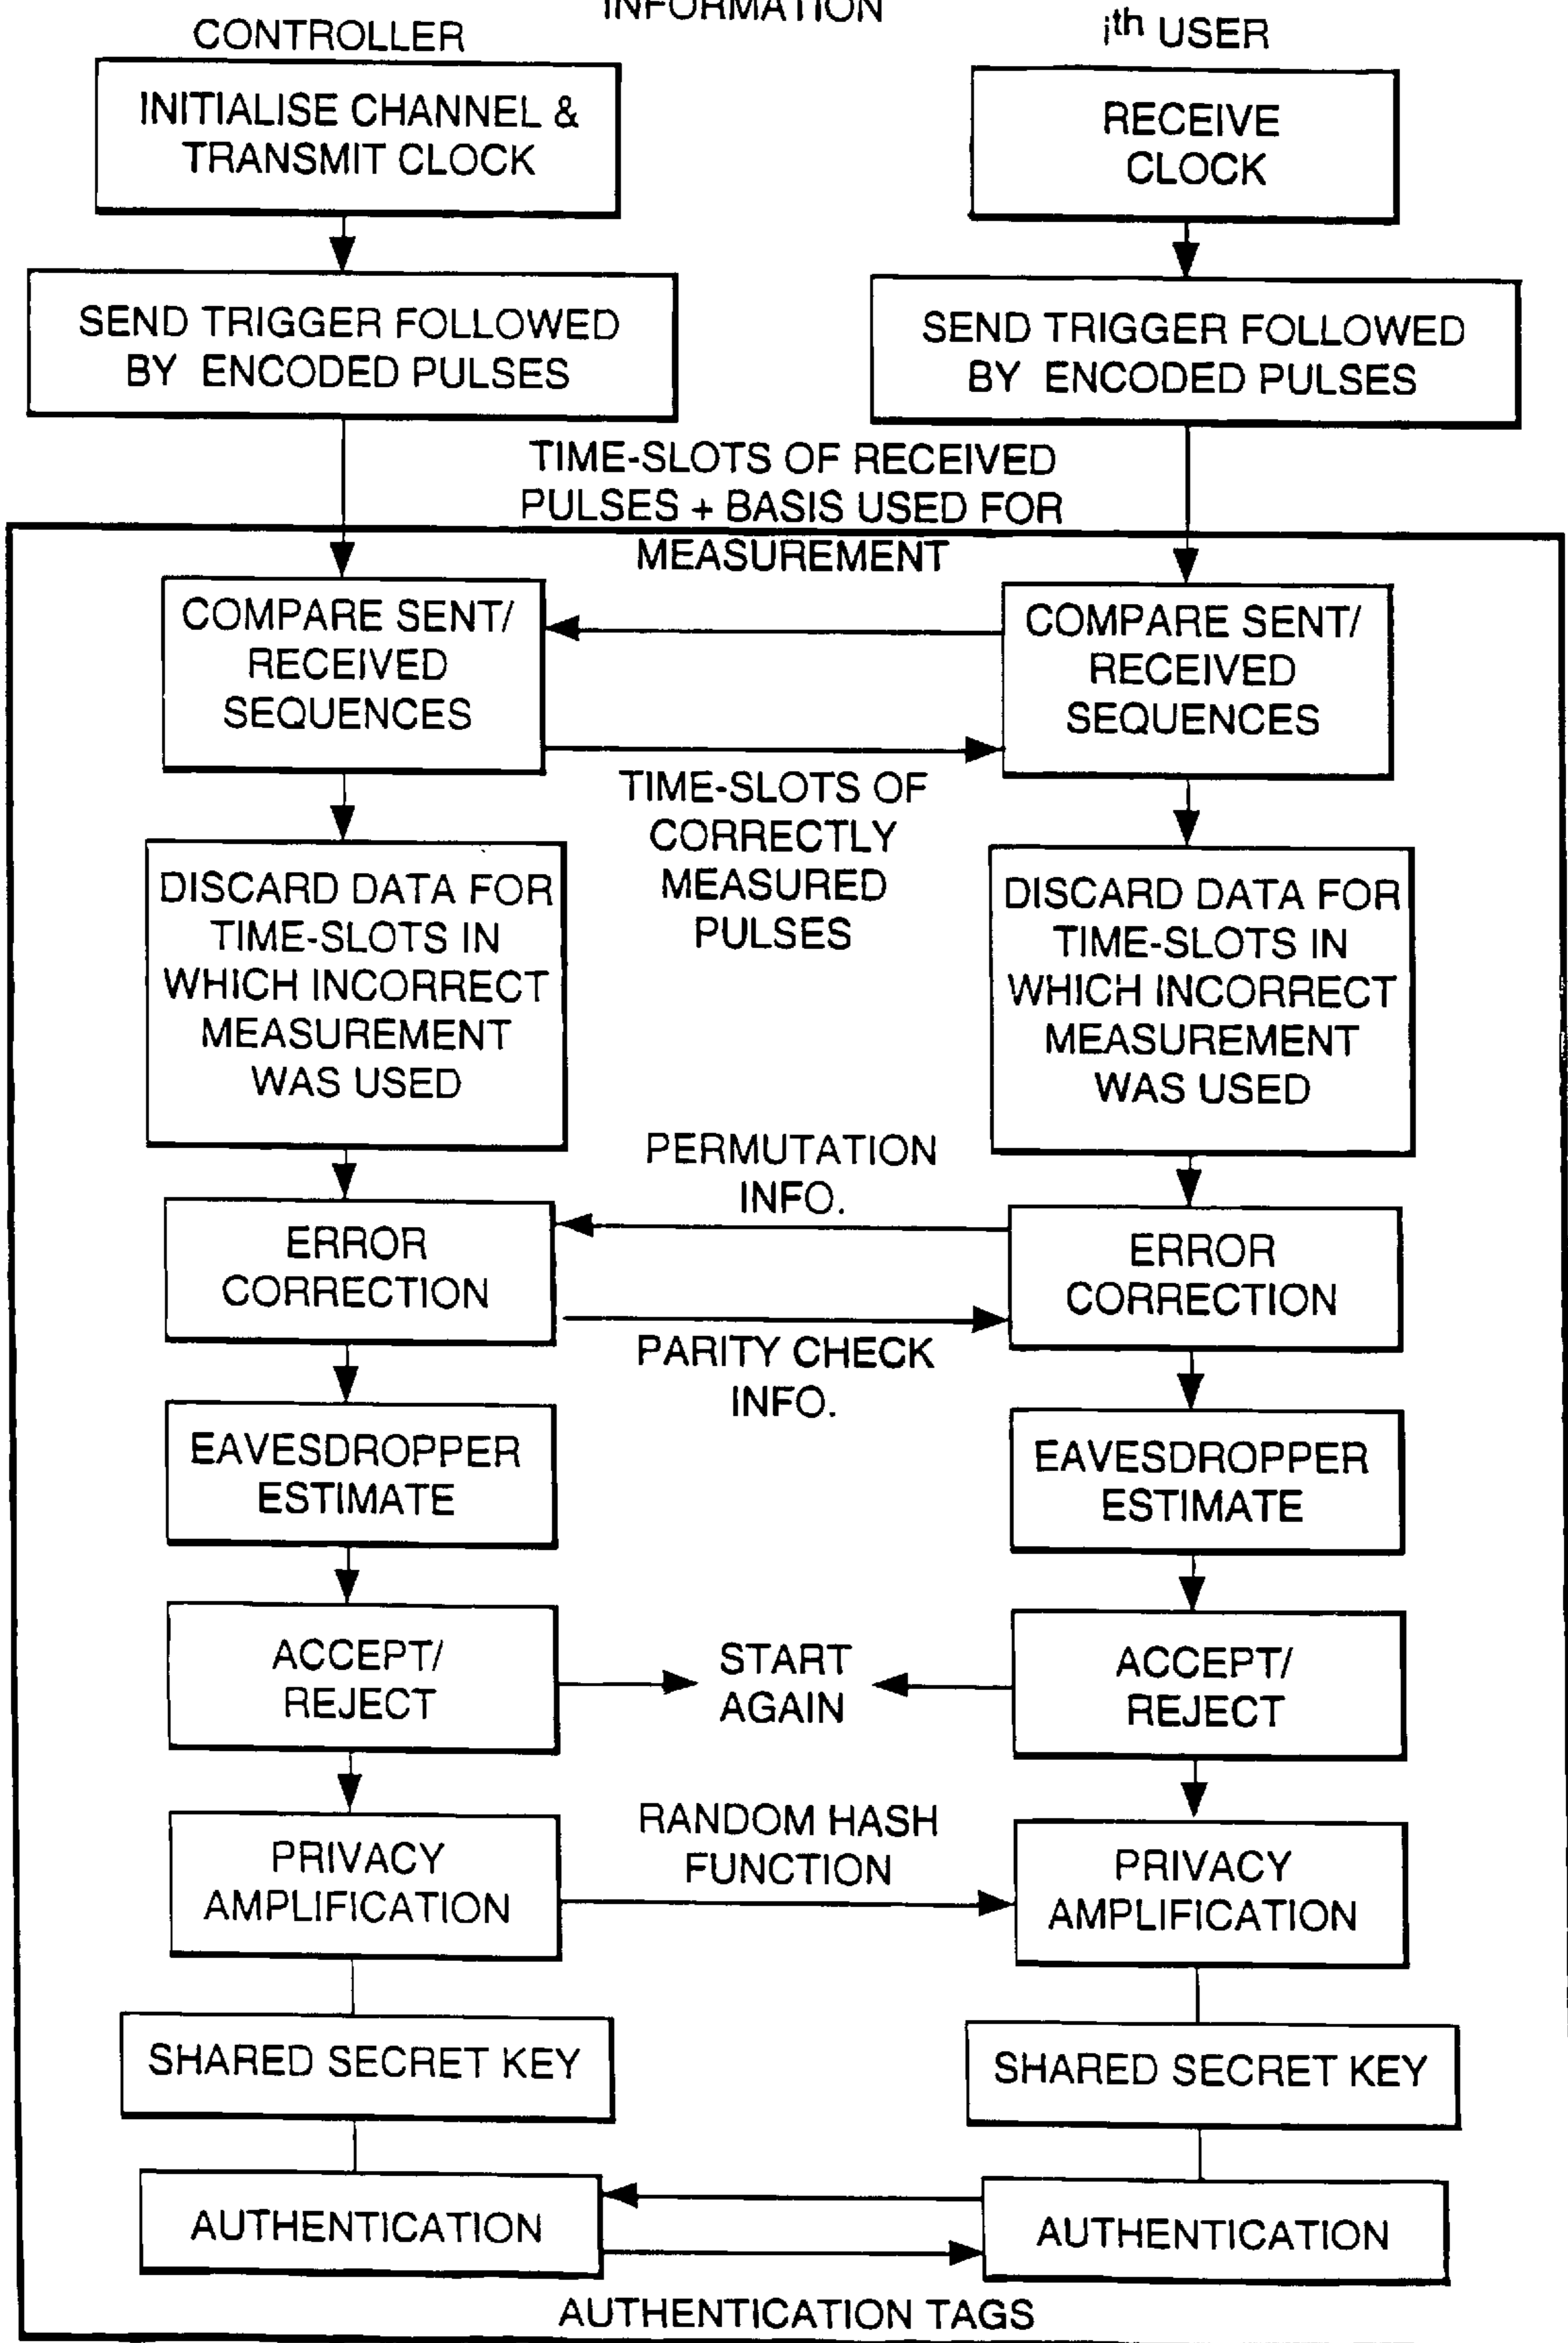 INFORMATION
CONTROLLER
ith USER
INITIALISE CHANNEL &
TRANSMIT CLOCK
RECEIVE
CLOCK
SEND TRIGGER FOLLOWED
BY ENCODED PULSES
SEND TRIGGER FOLLOWED
BY ENCODED PULSES
TIME-SLOTS OF RECEIVED
PULSES + BASIS USED FOR
MEASUREMENT
COMPARE SENT/
RECEIVED
SEQUENCES
COMPARE SENT/
RECEIVED
SEQUENCES
TIME-SLOTS OF
CORRECTLY
MEASURED
PULSES
DISCARD DATA FOR
TIME-SLOTS IN
WHICH INCORRECT
MEASUREMENT
WAS USED
DISCARD DATA FOR
TIME-SLOTS IN
WHICH INCORRECT
MEASUREMENT
WAS USED
PERMUTATION
INFO.
ERROR
CORRECTION
ERROR
CORRECTION
PARITY CHECK
INFO.
EAVESDROPPER
ESTIMATE
EAVESDROPPER
ESTIMATE
ACCEPT/
REJECT
START
AGAIN
ACCEPT/
REJECT
PRIVACY
AMPLIFICATION
RANDOM HASH
FUNCTION
PRIVACY
AMPLIFICATION
SHARED SECRET KEY
SHARED SECRET KEY
AUTHENTICATION
AUTHENTICATION
AUTHENTICATION TAGS